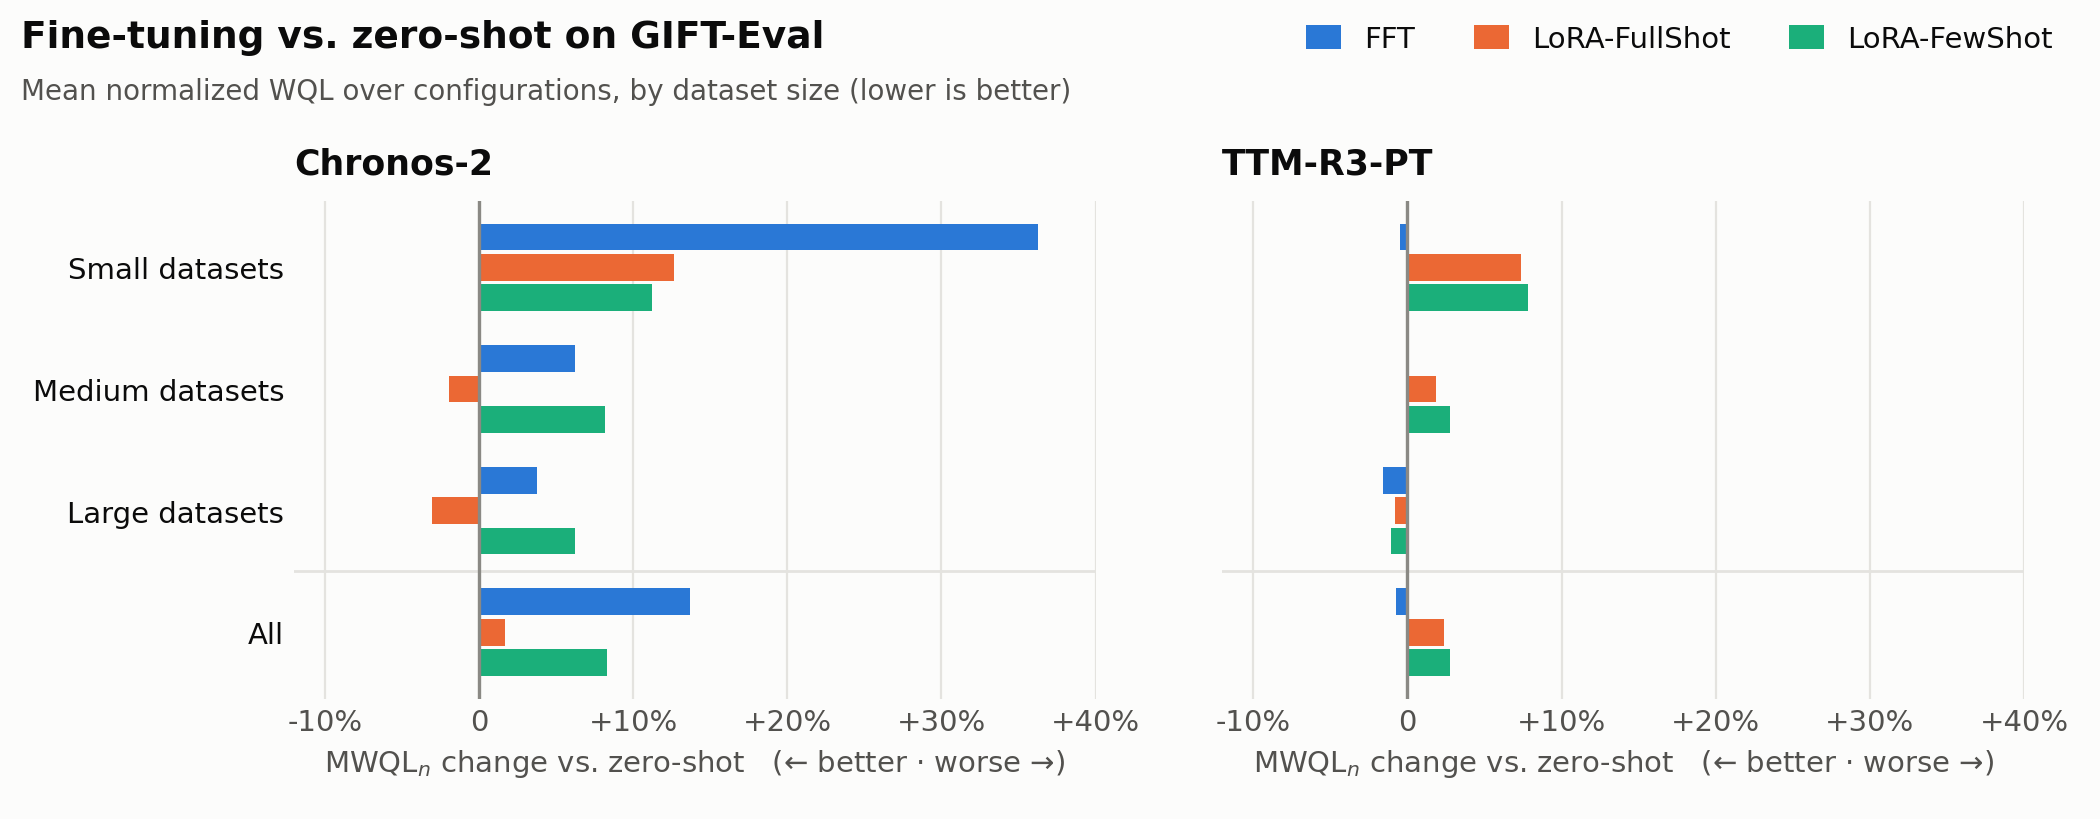 Fine-tuning vs. zero-shot on GIFT-Eval
FFT LoRA-FullShot LoRA-FewShot
Mean normalized WQL over configurations, by dataset size (lower is better)
Chronos-2
Small datasets
Medium datasets
Large datasets
All
-10% 0 +10% +20% +30% +40%
MWQLₙ change vs. zero-shot (← better · worse →)
TTM-R3-PT
-10% 0 +10% +20% +30% +40%
MWQLₙ change vs. zero-shot (← better · worse →)